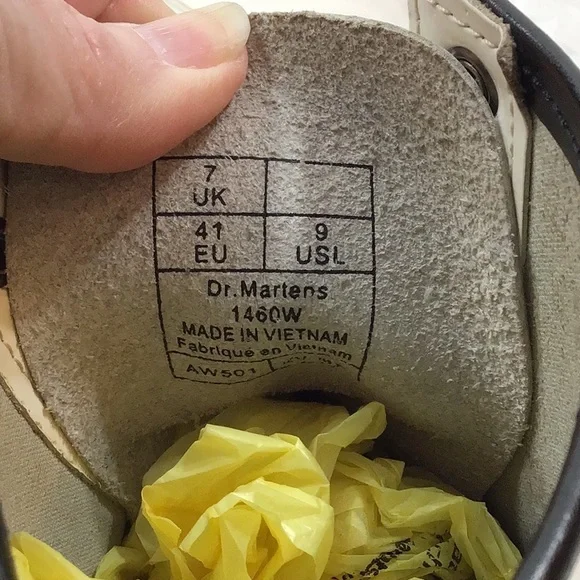 7
UK
41 9
EU USL
Dr.Martens
1460W
MADE IN VIETNAM
Fabriqué en Vietnam
AW501